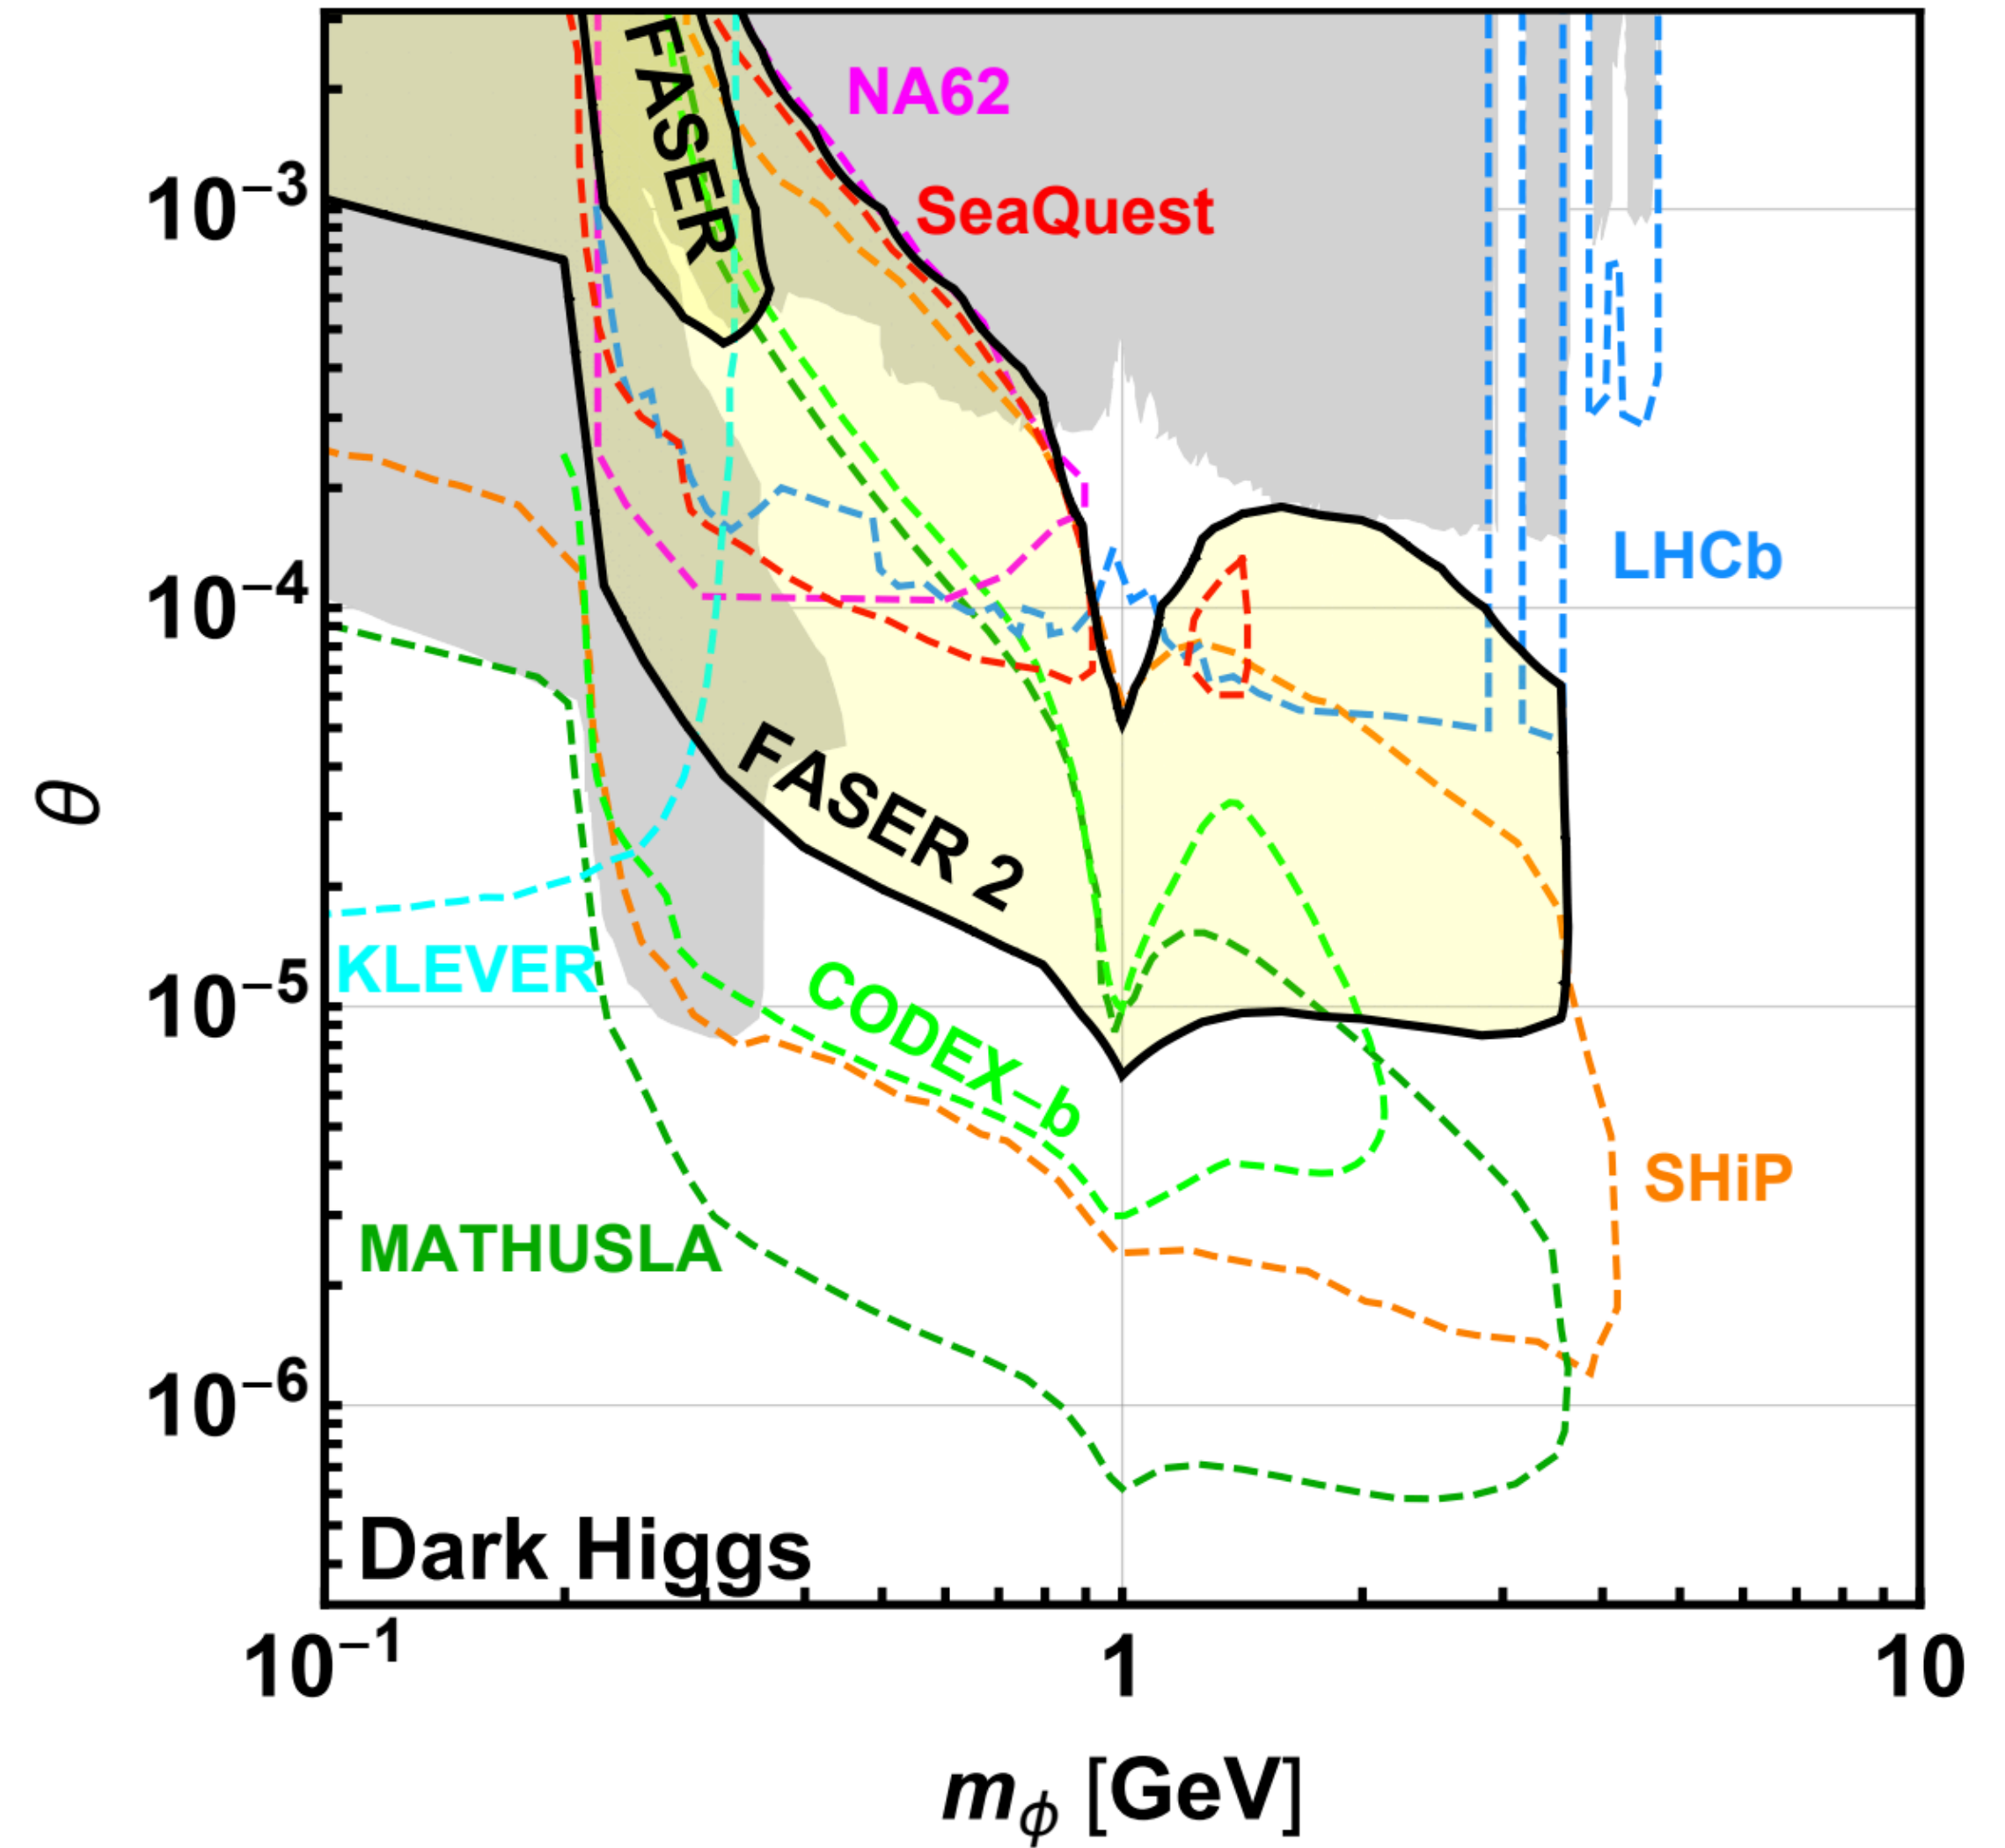 FASER
NA62
SeaQuest
10⁻³
10⁻⁴
LHCb
θ
FASER 2
KLEVER
10⁻⁵
CODEX-b
SHiP
MATHUSLA
10⁻⁶
Dark Higgs
10⁻¹ 1 10
m_ϕ [GeV]